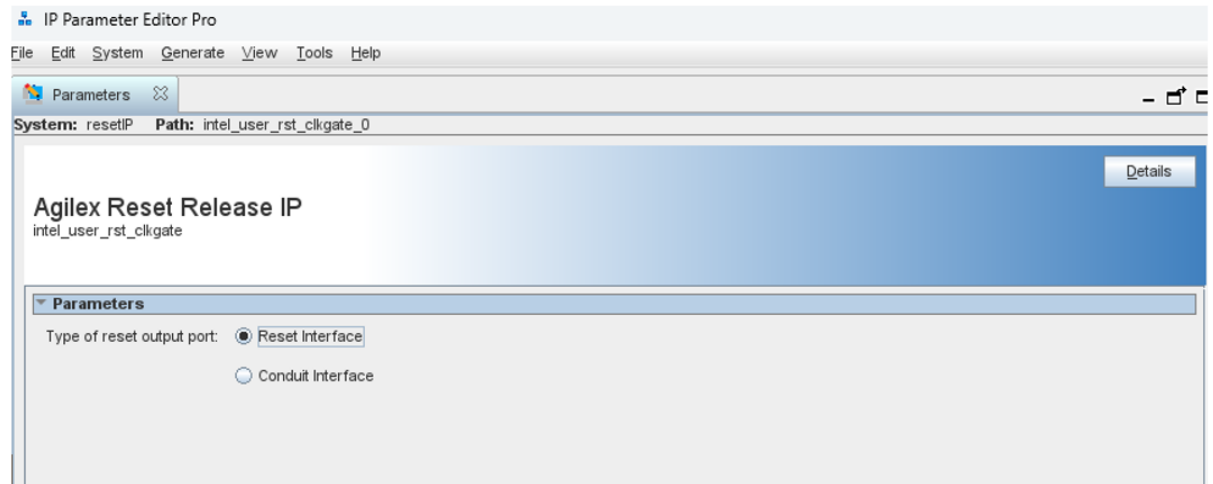 IP Parameter Editor Pro
File Edit System Generate View Tools Help
Parameters
System: resetIP Path: intel_user_rst_clkgate_0
Details
Agilex Reset Release IP
intel_user_rst_clkgate
Parameters
Type of reset output port: Reset Interface
Conduit Interface